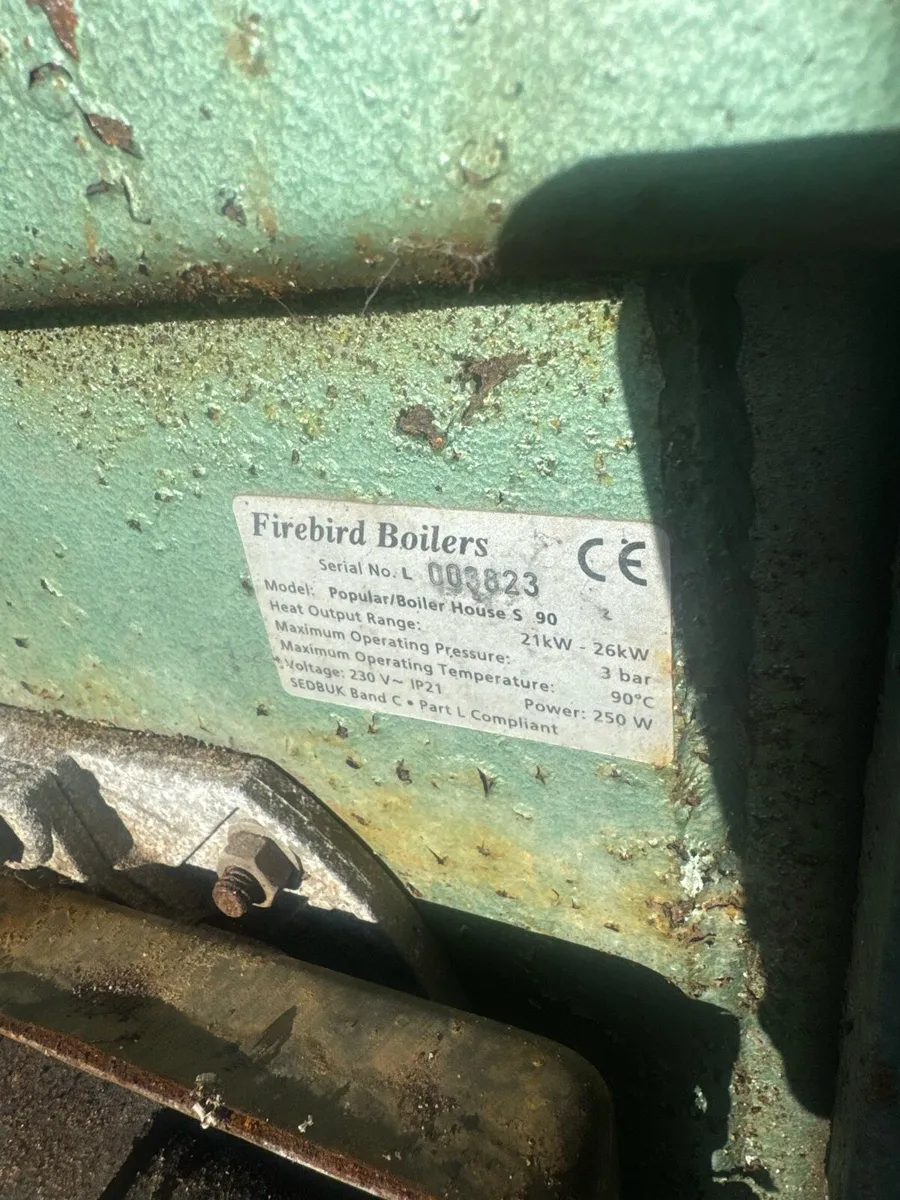 Firebird Boilers CE
Serial No. L 003823
Model: Popular/Boiler House S 90 2
Heat Output Range: 21kW - 26kW
Maximum Operating Pressure: 3 bar
Maximum Operating Temperature: 90°C
Voltage: 230 V~ IP21 Power: 250 W
SEDBUK Band C • Part L Compliant